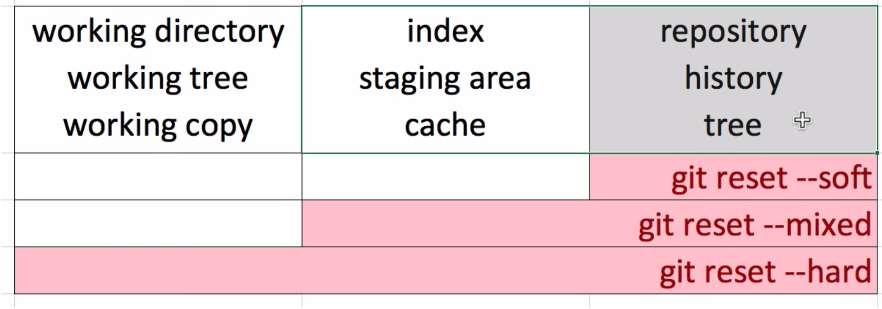 working directory
working tree
working copy
index
staging area
cache
repository
history
tree
git reset --soft
git reset --mixed
git reset --hard